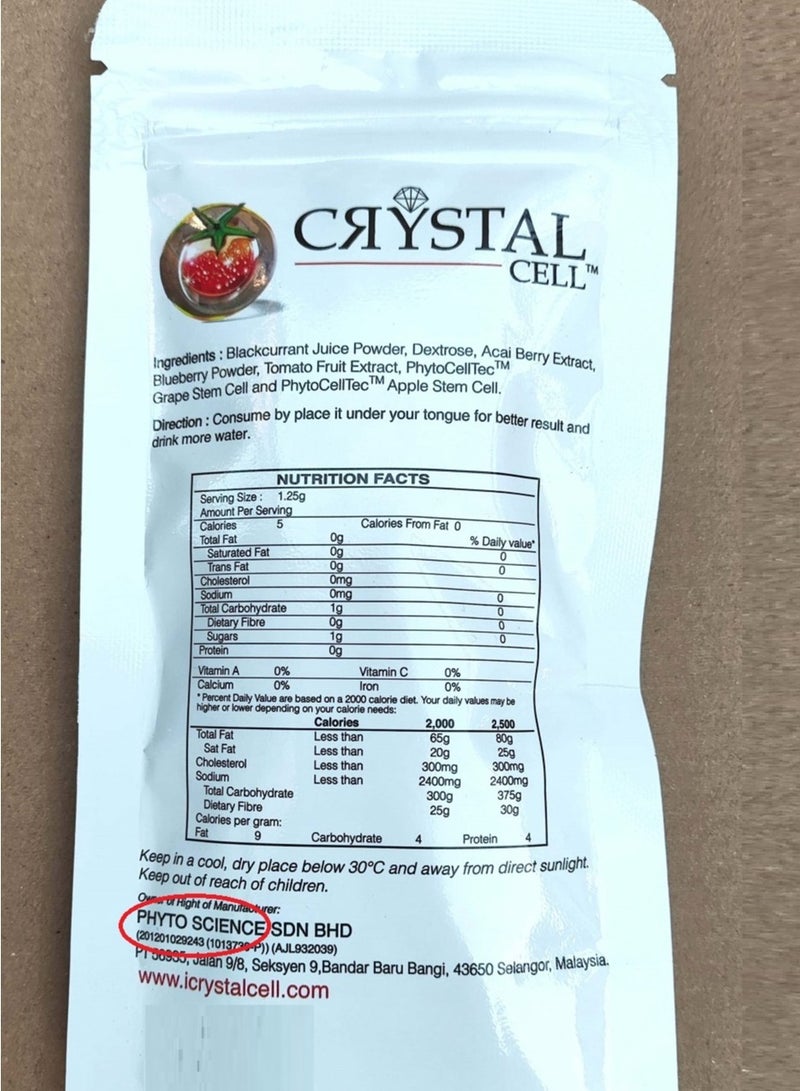 CRYSTAL
CELL™
Ingredients : Blackcurrant Juice Powder, Dextrose, Acai Berry Extract,
Blueberry Powder, Tomato Fruit Extract, PhytoCellTec™
Grape Stem Cell and PhytoCellTec™ Apple Stem Cell.
Direction : Consume by place it under your tongue for better result and
drink more water.
NUTRITION FACTS
Serving Size : 1.25g
Amount Per Serving
Calories 5 Calories From Fat 0
Total Fat 0g % Daily value*
Saturated Fat 0g 0
Trans Fat 0g 0
Cholesterol 0mg
Sodium 0mg 0
Total Carbohydrate 1g 0
Dietary Fibre 0g 0
Sugars 1g 0
Protein 0g
Vitamin A 0% Vitamin C 0%
Calcium 0% Iron 0%
* Percent Daily Value are based on a 2000 calorie diet. Your daily values may be
higher or lower depending on your calorie needs:
Calories 2,000 2,500
Total Fat Less than 65g 80g
Sat Fat Less than 20g 25g
Cholesterol Less than 300mg 300mg
Sodium Less than 2400mg 2400mg
Total Carbohydrate 300g 375g
Dietary Fibre 25g 30g
Calories per gram:
Fat 9 Carbohydrate 4 Protein 4
Keep in a cool, dry place below 30°C and away from direct sunlight.
Keep out of reach of children.
of Right of Manufacturer:
PHYTO SCIENCE SDN BHD
(201201029243 (AJL932039)
Jalan 9/8, Seksyen 9,Bandar Baru Bangi, 43650 Selangor, Malaysia.
www.icrystalcell.com